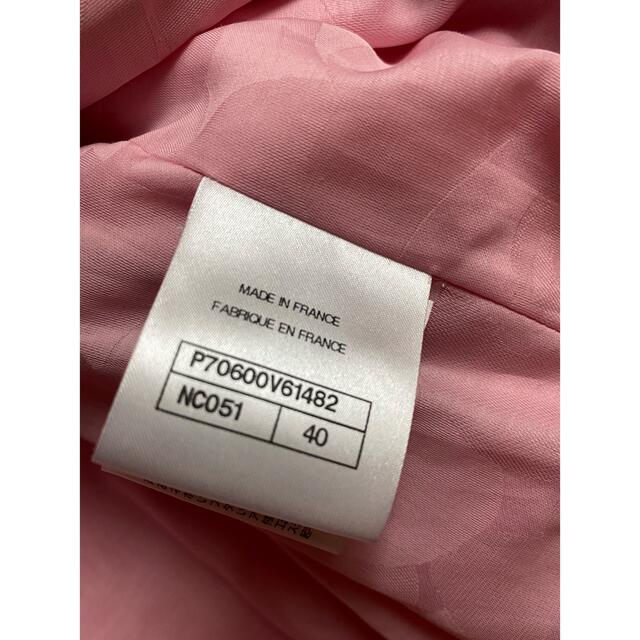 MADE IN FRANCE
FABRIQUE EN FRANCE
P70600V61482
NC051 40